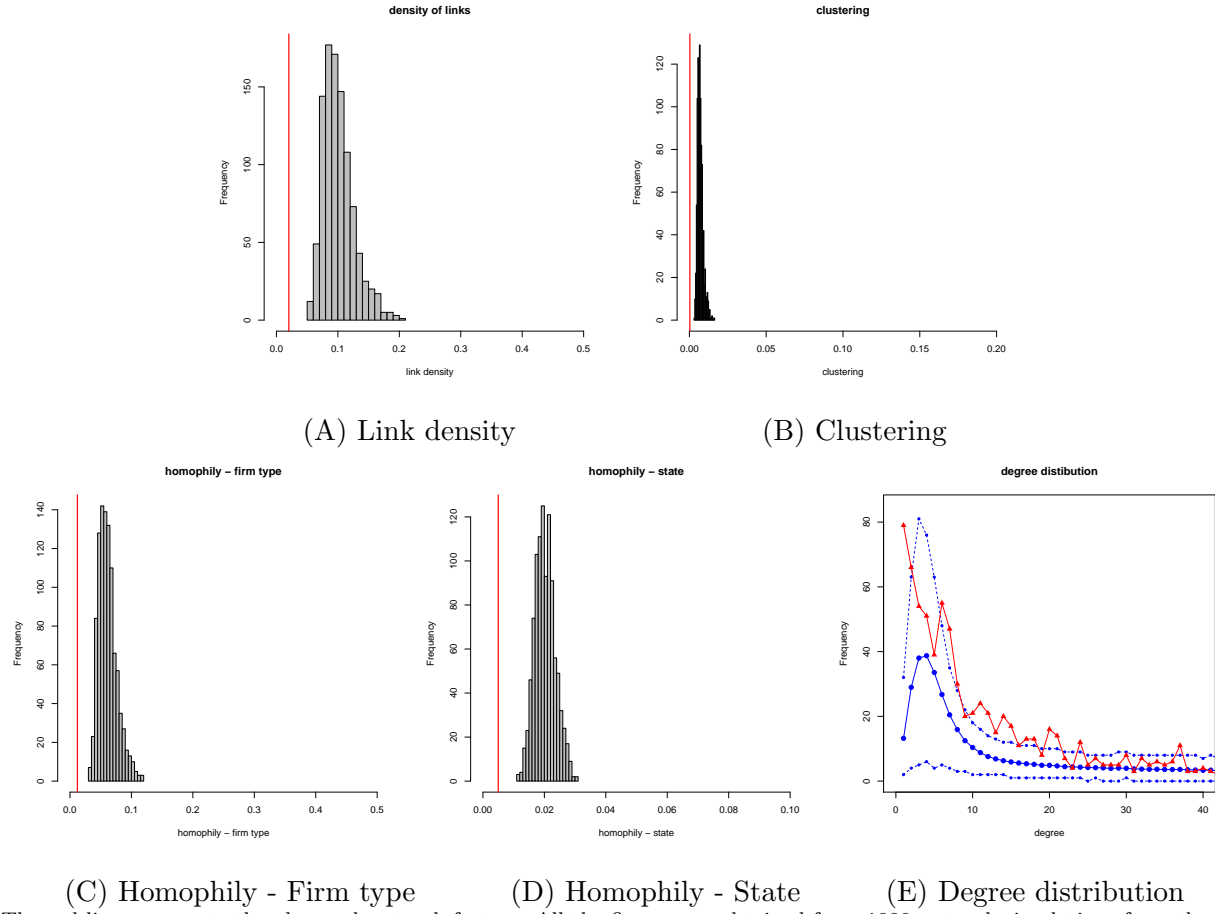 density of links
clustering
Frequency
0 50 100 150
0.0 0.1 0.2 0.3 0.4 0.5
link density
Frequency
0 20 40 60 80 100 120
0.00 0.05 0.10 0.15 0.20
clustering
(A) Link density
(B) Clustering
homophily – firm type
homophily – state
degree distibution
Frequency
0 20 40 60 80 100 120 140
0.0 0.1 0.2 0.3 0.4 0.5
homophily – firm type
Frequency
0 20 40 60 80 100 120
0.00 0.02 0.04 0.06 0.08 0.10
homophily – state
Frequency
0 20 40 60 80
0 10 20 30 40
degree
(C) Homophily - Firm type
(D) Homophily - State
(E) Degree distribution